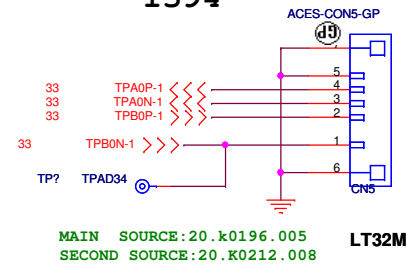 1394
ACES-CON5-GP
GP
5
33 TPA0P-1 4
33 TPA0N-1 3
33 TPB0P-1 2
33 TPB0N-1 1
TP? TPAD34 6
CN5
MAIN SOURCE:20.k0196.005
LT32M
SECOND SOURCE:20.K0212.008